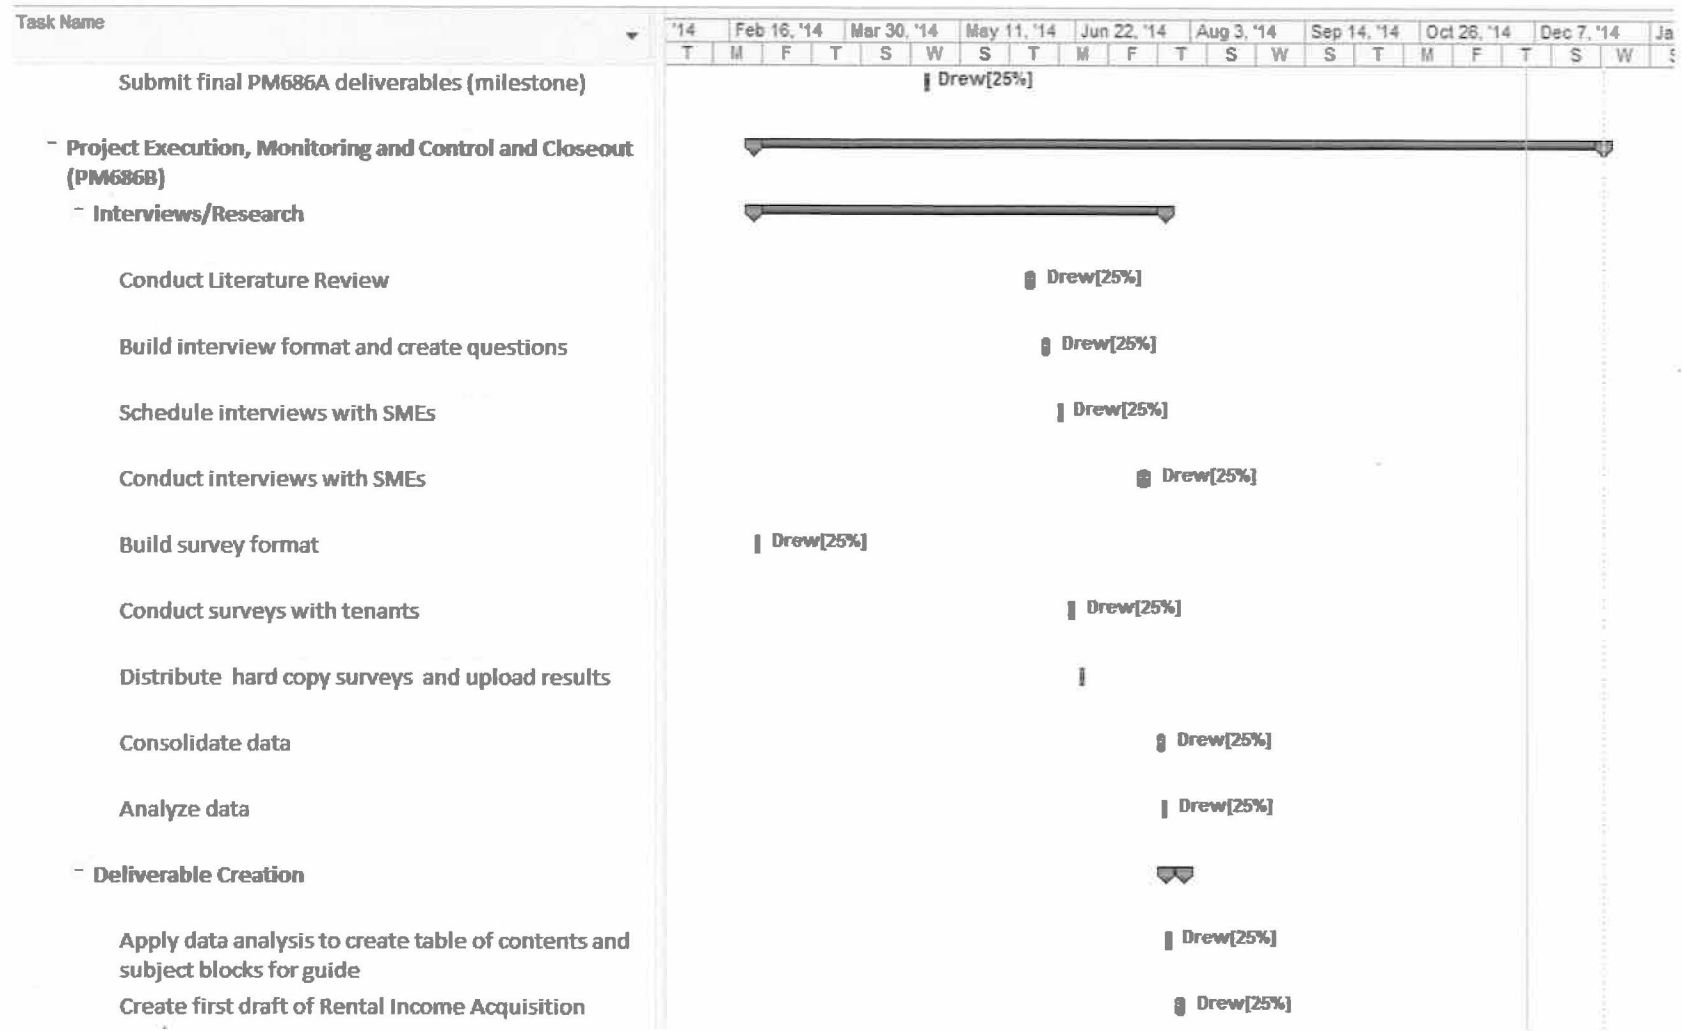 Task Name
'14 Feb 16, '14 Mar 30, '14 May 11, '14 Jun 22, '14 Aug 3, '14 Sep 14, '14 Oct 26, '14 Dec 7, '14 Ja
T M F T S W S T M F T S W S T M F T S W S
Submit final PM686A deliverables (milestone) Drew[25%]
- Project Execution, Monitoring and Control and Closeout
(PM686B)
- Interviews/Research
Conduct Literature Review Drew[25%]
Build interview format and create questions Drew[25%]
Schedule interviews with SMEs Drew[25%]
Conduct interviews with SMEs Drew[25%]
Build survey format Drew[25%]
Conduct surveys with tenants Drew[25%]
Distribute hard copy surveys and upload results
Consolidate data Drew[25%]
Analyze data Drew[25%]
- Deliverable Creation
Apply data analysis to create table of contents and Drew[25%]
subject blocks for guide
Create first draft of Rental Income Acquisition Drew[25%]